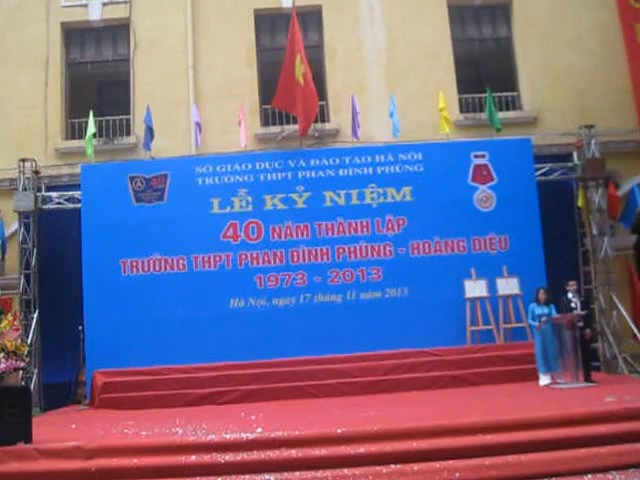 SỞ GIÁO DỤC VÀ ĐÀO TẠO HÀ NỘI
TRƯỜNG THPT PHAN ĐÌNH PHÙNG
LỄ KỶ NIỆM
40 NĂM THÀNH LẬP
TRƯỜNG THPT PHAN ĐÌNH PHÙNG - HOÀNG DIỆU
1973 - 2013
Hà Nội, ngày 17 tháng 11 năm 2013